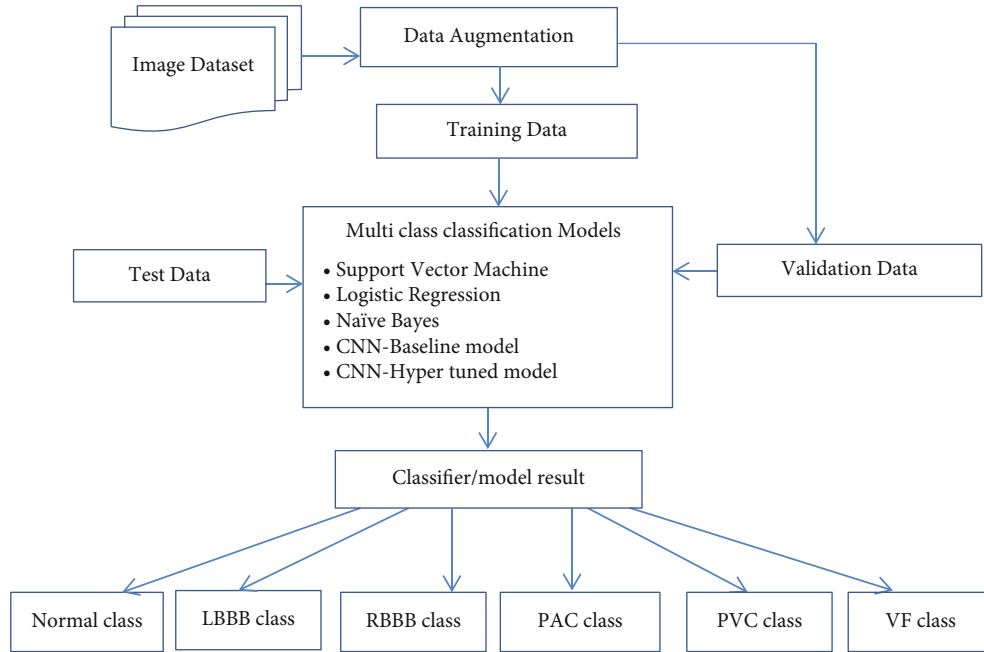 Image Dataset
Data Augmentation
Training Data
Multi class classification Models
• Support Vector Machine
• Logistic Regression
• Naïve Bayes
• CNN-Baseline model
• CNN-Hyper tuned model
Test Data
Validation Data
Classifier/model result
Normal class
LBBB class
RBBB class
PAC class
PVC class
VF class